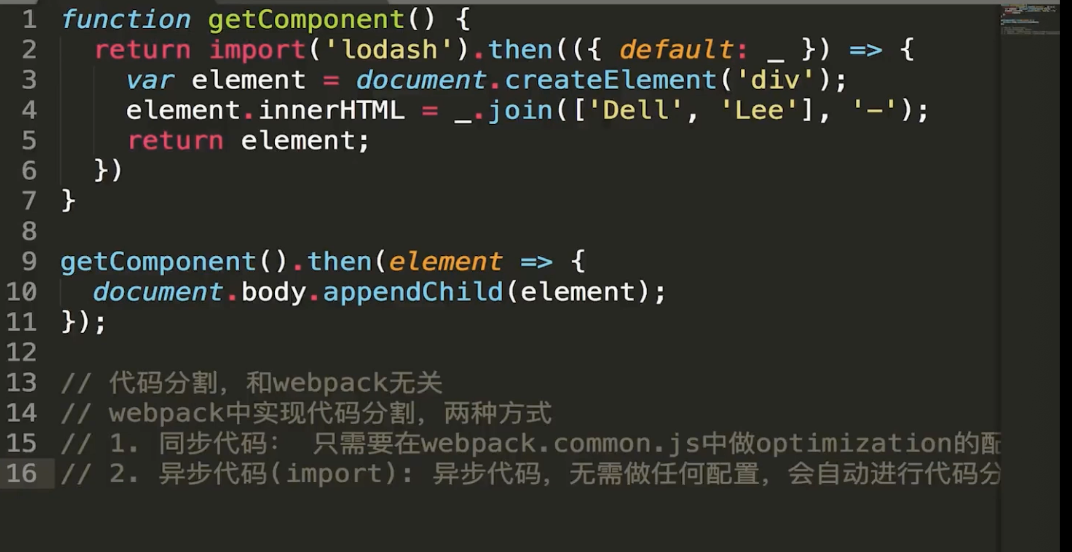 1 function getComponent() {
2   return import('lodash').then(({ default: _ }) => {
3     var element = document.createElement('div');
4     element.innerHTML = _.join(['Dell', 'Lee'], '-');
5     return element;
6   })
7 }
8
9 getComponent().then(element => {
10   document.body.appendChild(element);
11 });
12
13 // 代码分割，和webpack无关
14 // webpack中实现代码分割，两种方式
15 // 1. 同步代码： 只需要在webpack.common.js中做optimization的配
16 // 2. 异步代码(import): 异步代码，无需做任何配置，会自动进行代码分